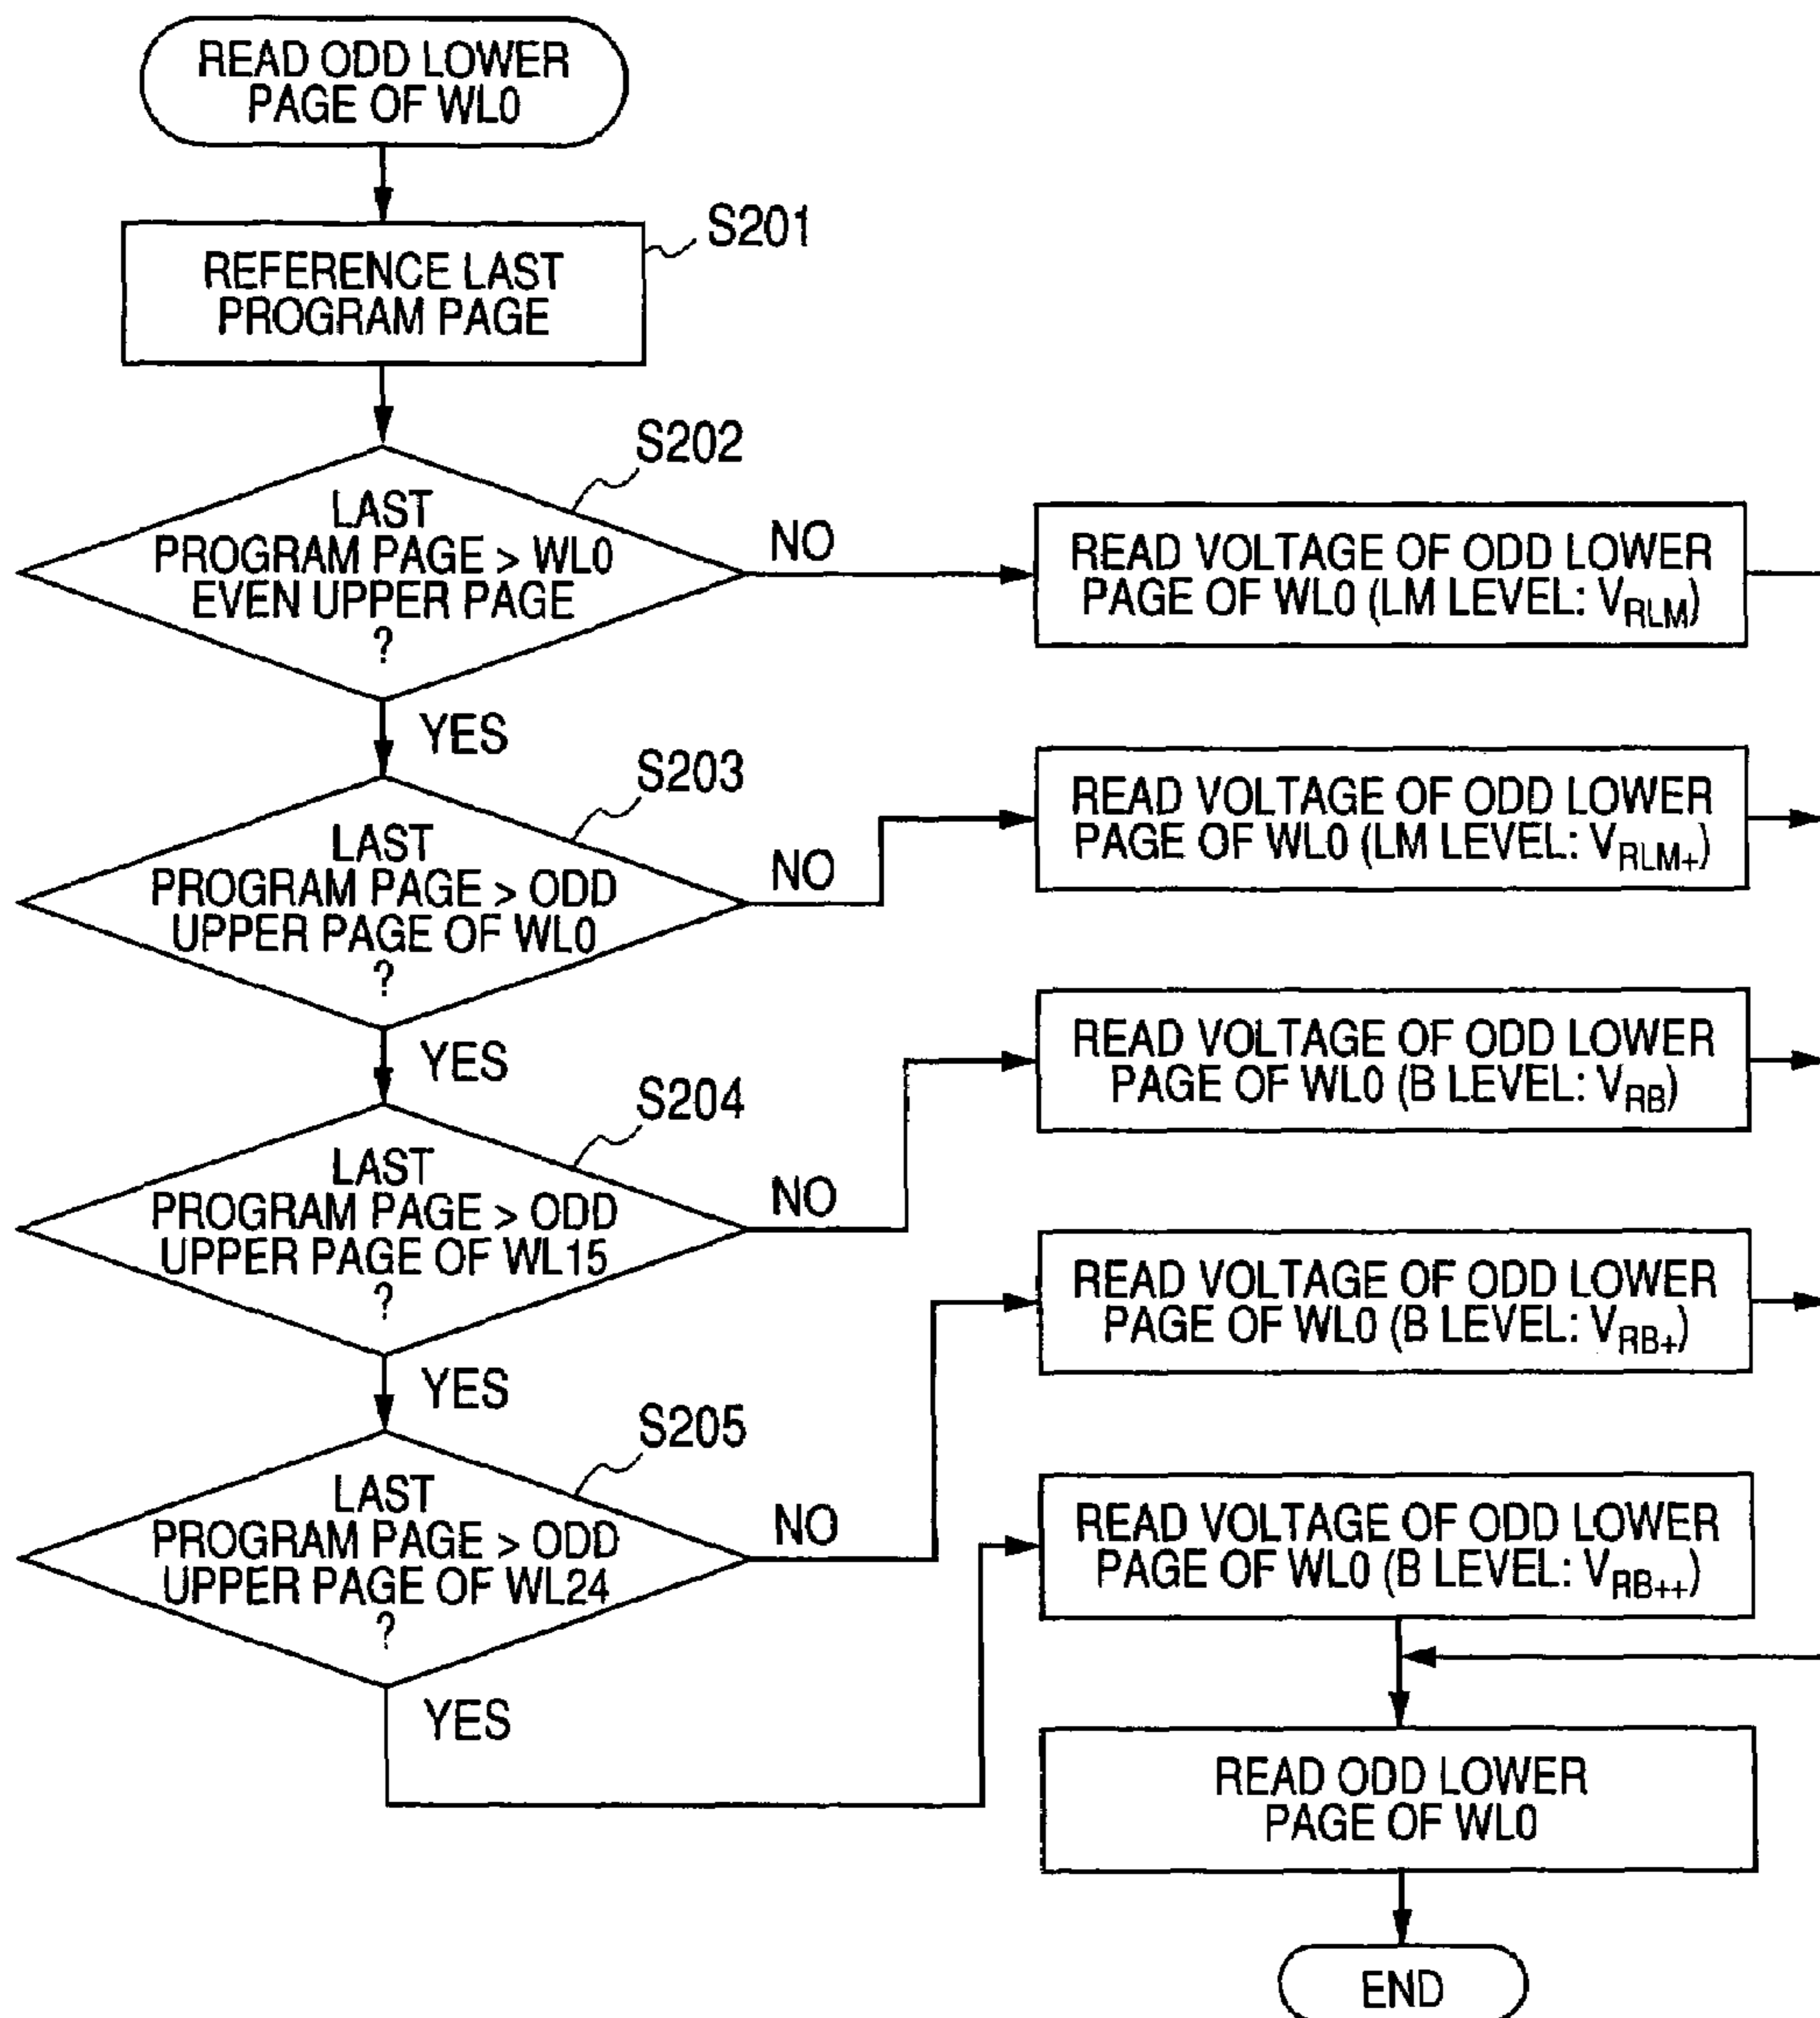 READ ODD LOWER
PAGE OF WL0
S201
REFERENCE LAST
PROGRAM PAGE
S202
LAST
PROGRAM PAGE > WL0
EVEN UPPER PAGE
?
NO
READ VOLTAGE OF ODD LOWER
PAGE OF WL0 (LM LEVEL: VRLM)
YES
S203
LAST
PROGRAM PAGE > ODD
UPPER PAGE OF WL0
?
NO
READ VOLTAGE OF ODD LOWER
PAGE OF WL0 (LM LEVEL: VRLM+)
YES
S204
LAST
PROGRAM PAGE > ODD
UPPER PAGE OF WL15
?
NO
READ VOLTAGE OF ODD LOWER
PAGE OF WL0 (B LEVEL: VRB)
YES
S205
LAST
PROGRAM PAGE > ODD
UPPER PAGE OF WL24
?
NO
READ VOLTAGE OF ODD LOWER
PAGE OF WL0 (B LEVEL: VRB+)
YES
READ VOLTAGE OF ODD LOWER
PAGE OF WL0 (B LEVEL: VRB++)
READ ODD LOWER
PAGE OF WL0
END